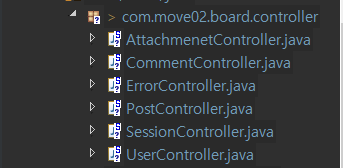 > com.move02.board.controller
AttachmenetController.java
CommentController.java
ErrorController.java
PostController.java
SessionController.java
UserController.java